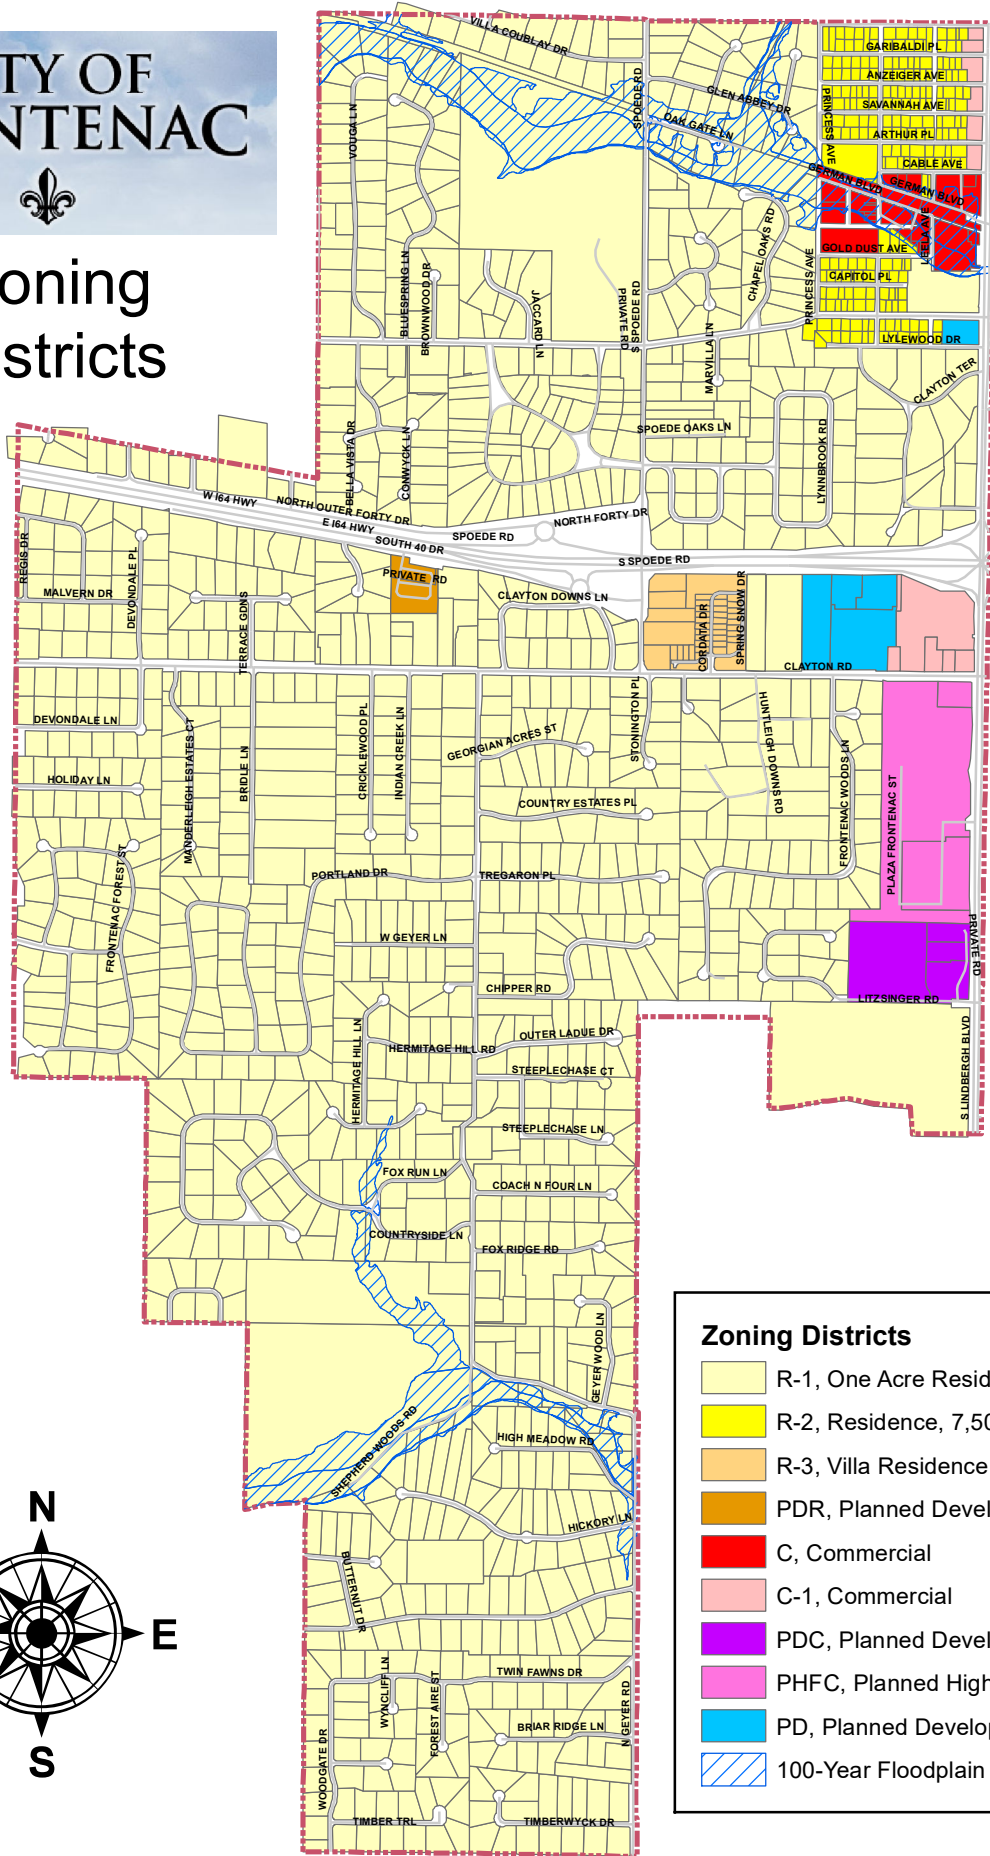 TY OF
NTENAC
oning
stricts
VILLA COUBLAY DR
SPOEDE RD
GLEN ABBEY DR
OAK GATE LN
VOUGA LN
PRINCESS AVE
GARIBALDI PL
ANZEIGER AVE
SAVANNAH AVE
ARTHUR PL
CABLE AVE
GERMAN BLVD
GERMAN BLVD
LEELA AVE
GOLD DUST AVE
CAPITOL PL
LYLEWOOD DR
CLAYTON TER
BLUESPRING LN
BROWNWOOD DR
JACCARD LN
PRIVATE RD
S SPOEDE RD
CHAPEL OAKS RD
PRINCESS AVE
MARVILLA LN
SPOEDE OAKS LN
LYNNBROOK RD
BELLA VISTA DR
CONWYCK LN
W I64 HWY
NORTH OUTER FORTY DR
E I64 HWY
SOUTH 40 DR
SPOEDE RD
NORTH FORTY DR
S SPOEDE RD
PRIVATE RD
REGIS DR
MALVERN DR
DEVONDALE PL
TERRACE GDNS
CLAYTON DOWNS LN
CORDATA DR
SPRING SNOW DR
CLAYTON RD
DEVONDALE LN
HOLIDAY LN
MANDERLEIGH ESTATES CT
BRIDLE LN
CRICKLEWOOD PL
INDIAN CREEK LN
GEORGIAN ACRES ST
STONINGTON PL
COUNTRY ESTATES PL
HUNTLEIGH DOWNS RD
FRONTENAC WOODS LN
PLAZA FRONTENAC ST
FRONTENAC FOREST ST
PORTLAND DR
TREGARON PL
W GEYER LN
CHIPPER RD
PRIVATE RD
LITZSINGER RD
S LINDBERGH BLVD
HERMITAGE HILL LN
HERMITAGE HILL RD
OUTER LADUE DR
STEEPLECHASE CT
STEEPLECHASE LN
FOX RUN LN
COACH N FOUR LN
COUNTRYSIDE LN
FOX RIDGE RD
GEYER WOOD LN
SHEPHERD WOODS RD
HIGH MEADOW RD
HICKORY LN
BUTTERNUT DR
TWIN FAWNS DR
WYNCLIFF LN
FOREST AIRE ST
BRIAR RIDGE LN
N GEYER RD
WOODGATE DR
TIMBER TRL
TIMBERWYCK DR
N
E
S
Zoning Districts
R-1, One Acre Resid
R-2, Residence, 7,50
R-3, Villa Residence
PDR, Planned Devel
C, Commercial
C-1, Commercial
PDC, Planned Devel
PHFC, Planned High
PD, Planned Develop
100-Year Floodplain